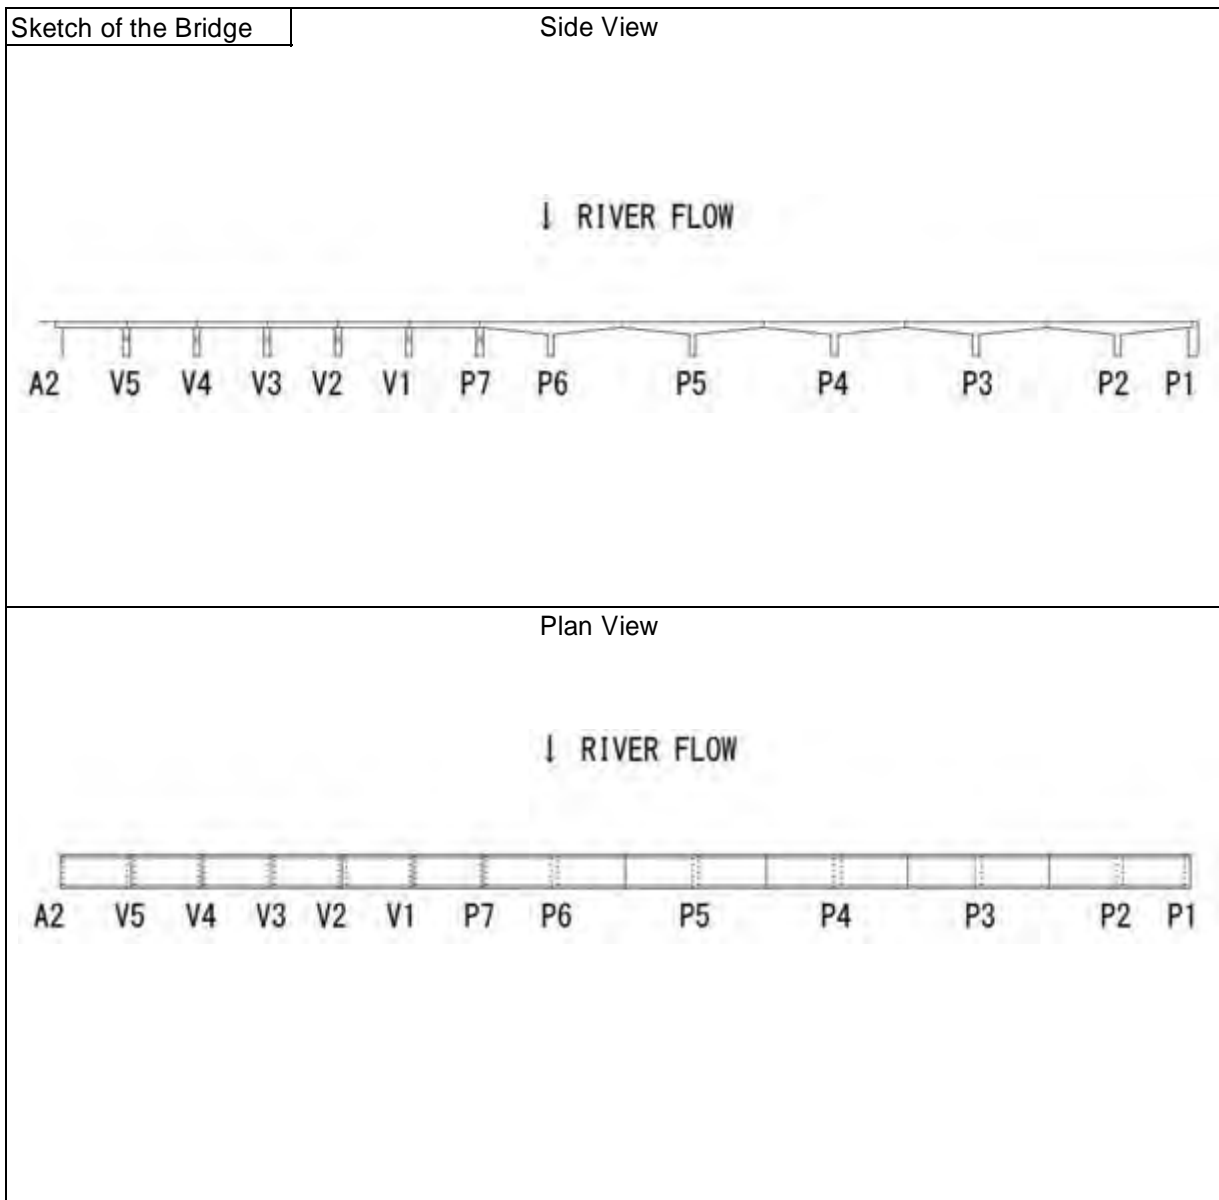 Sketch of the Bridge
Side View
↓ RIVER FLOW
A2 V5 V4 V3 V2 V1 P7 P6 P5 P4 P3 P2 P1
Plan View
↓ RIVER FLOW
A2 V5 V4 V3 V2 V1 P7 P6 P5 P4 P3 P2 P1